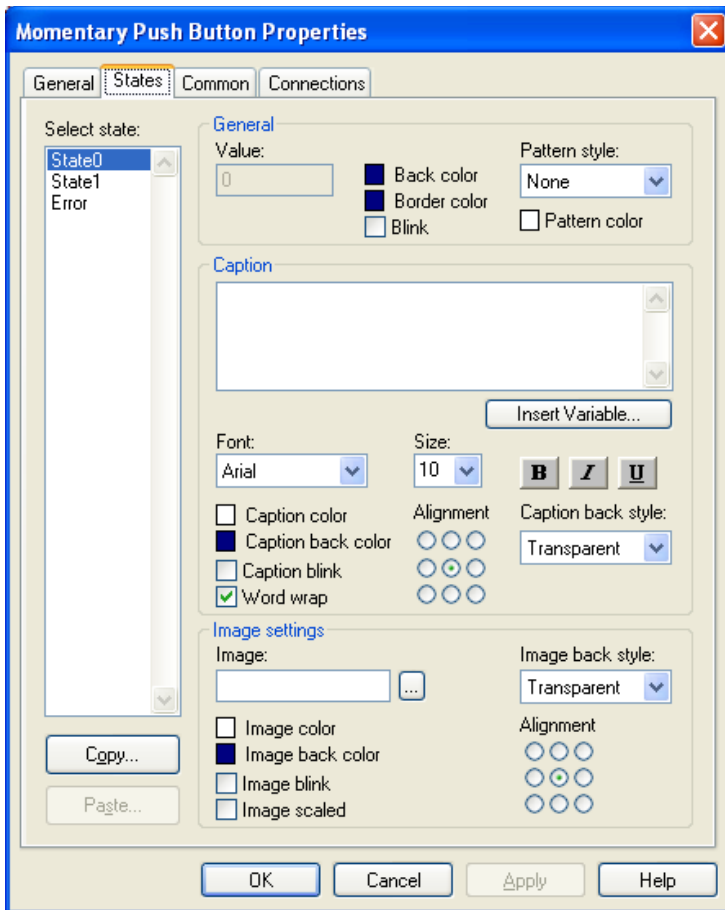 Momentary Push Button Properties
General States Common Connections
Select state:
State0
State1
Error
Copy...
Paste...
General
Value:
0
Back color
Border color
Blink
Pattern style:
None
Pattern color
Caption
Insert Variable...
Font:
Arial
Size:
10
B I U
Caption color
Caption back color
Caption blink
Word wrap
Alignment
Caption back style:
Transparent
Image settings
Image:
...
Image color
Image back color
Image blink
Image scaled
Image back style:
Transparent
Alignment
OK Cancel Apply Help